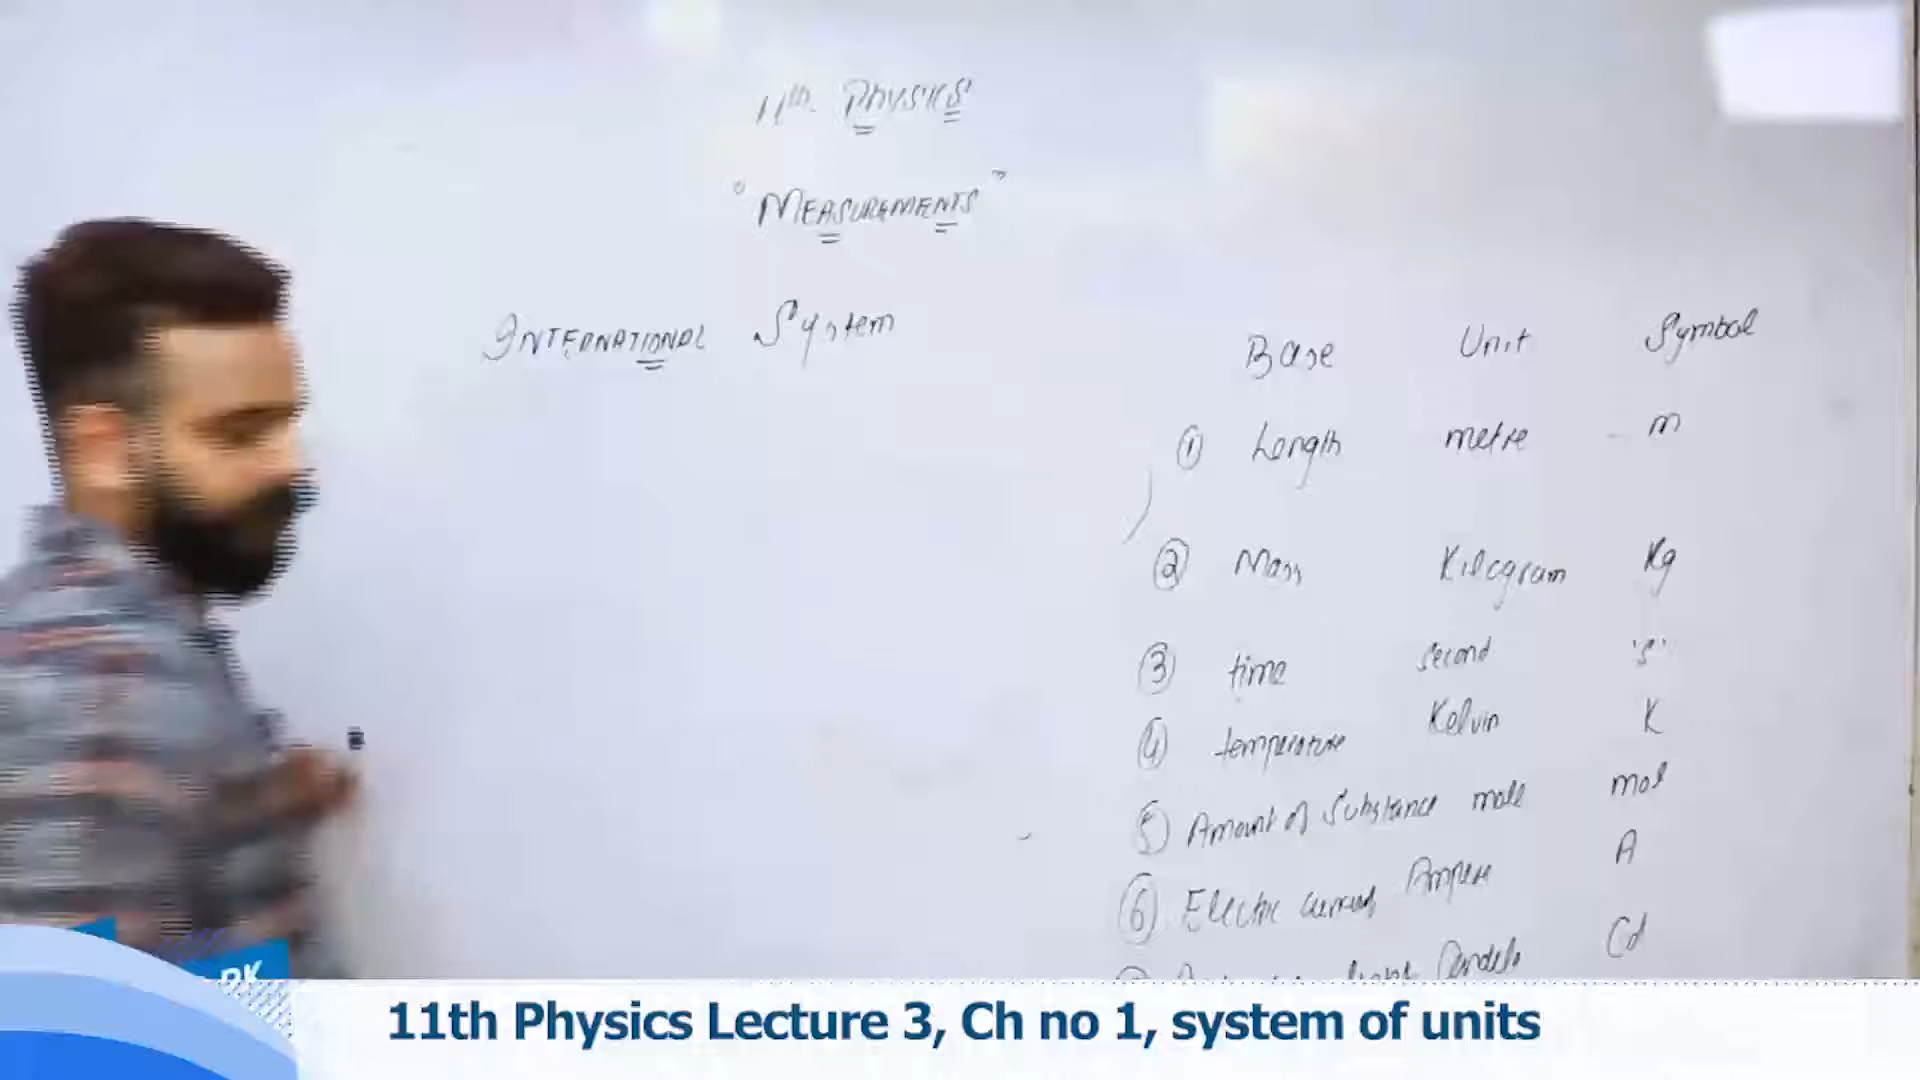 11th Physics
"MEASUREMENTS"
INTERNATIONAL System
Base Unit Symbol
① Length metre m
② Mass Kilogram Kg
③ time second 's'
④ temperature Kelvin K
⑤ Amount of Substance mole mol
⑥ Electric current Ampere A
light Candela Cd
11th Physics Lecture 3, Ch no 1, system of units